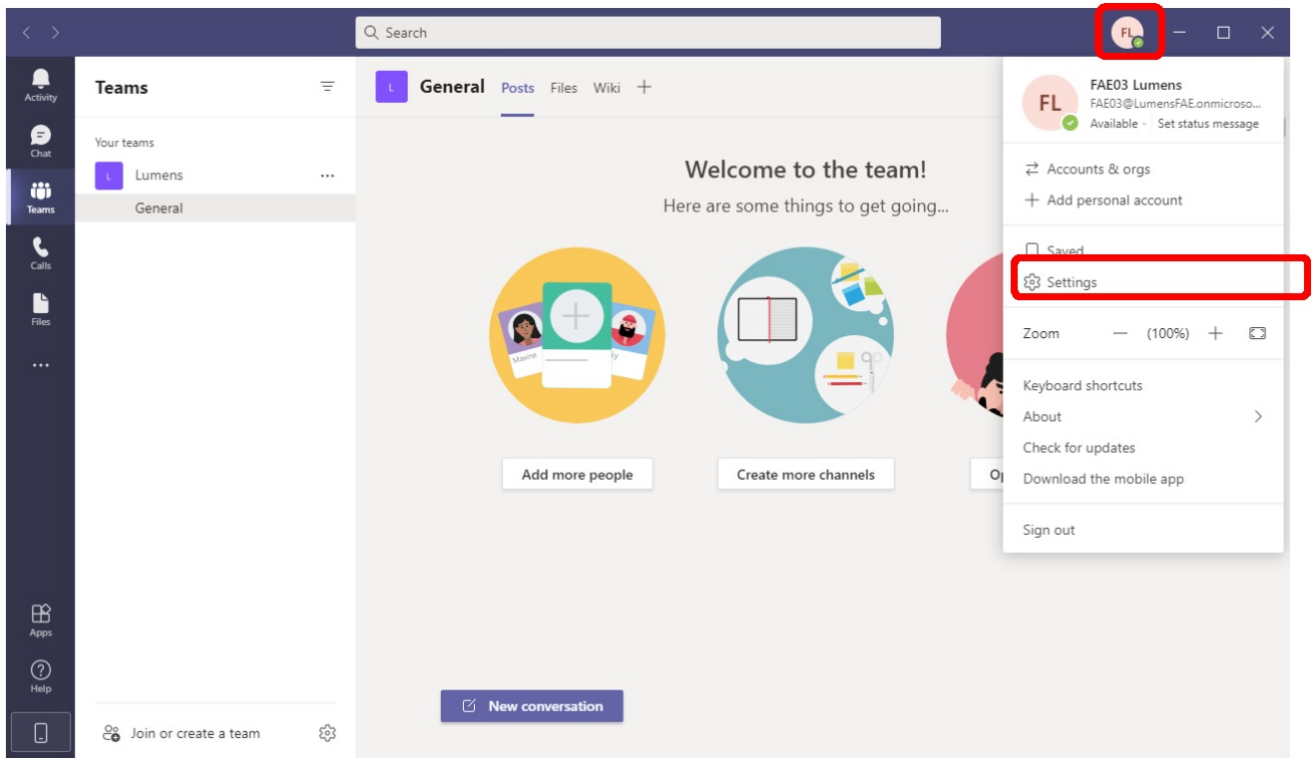 Search
FL
Activity
Chat
Teams
Calls
Files
Apps
Help
Teams
Your teams
L Lumens
General
Join or create a team
L General Posts Files Wiki
Welcome to the team!
Here are some things to get going...
Maxine
Add more people
Create more channels
New conversation
FL
FAE03 Lumens
FAE03@LumensFAE.onmicroso...
Available Set status message
Accounts & orgs
Add personal account
Saved
Settings
Zoom — (100%) +
Keyboard shortcuts
About
Check for updates
Download the mobile app
Sign out